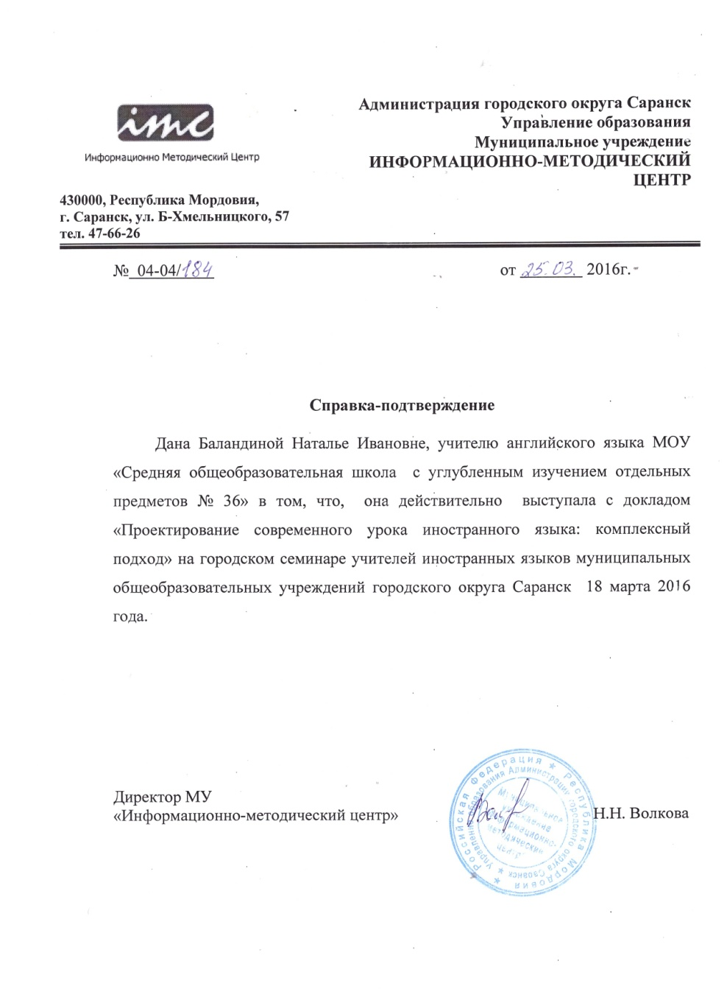 imc
Информационно Методический Центр
Администрация городского округа Саранск
Управление образования
Муниципальное учреждение
ИНФОРМАЦИОННО-МЕТОДИЧЕСКИЙ
ЦЕНТР
430000, Республика Мордовия,
г. Саранск, ул. Б-Хмельницкого, 57
тел. 47-66-26
№ 04-04/184 от 25.03. 2016г.
Справка-подтверждение
Дана Баландиной Наталье Ивановне, учителю английского языка МОУ
«Средняя общеобразовательная школа с углубленным изучением отдельных
предметов № 36» в том, что, она действительно выступала с докладом
«Проектирование современного урока иностранного языка: комплексный
подход» на городском семинаре учителей иностранных языков муниципальных
общеобразовательных учреждений городского округа Саранск 18 марта 2016
года.
Директор МУ
«Информационно-методический центр» Н.Н. Волкова
Российская Федерация ★ Республика Мордовия ★
Управление образования Администрации городского округа Саранск ★
Муниципальное
учреждение
Информационно-
методический
центр